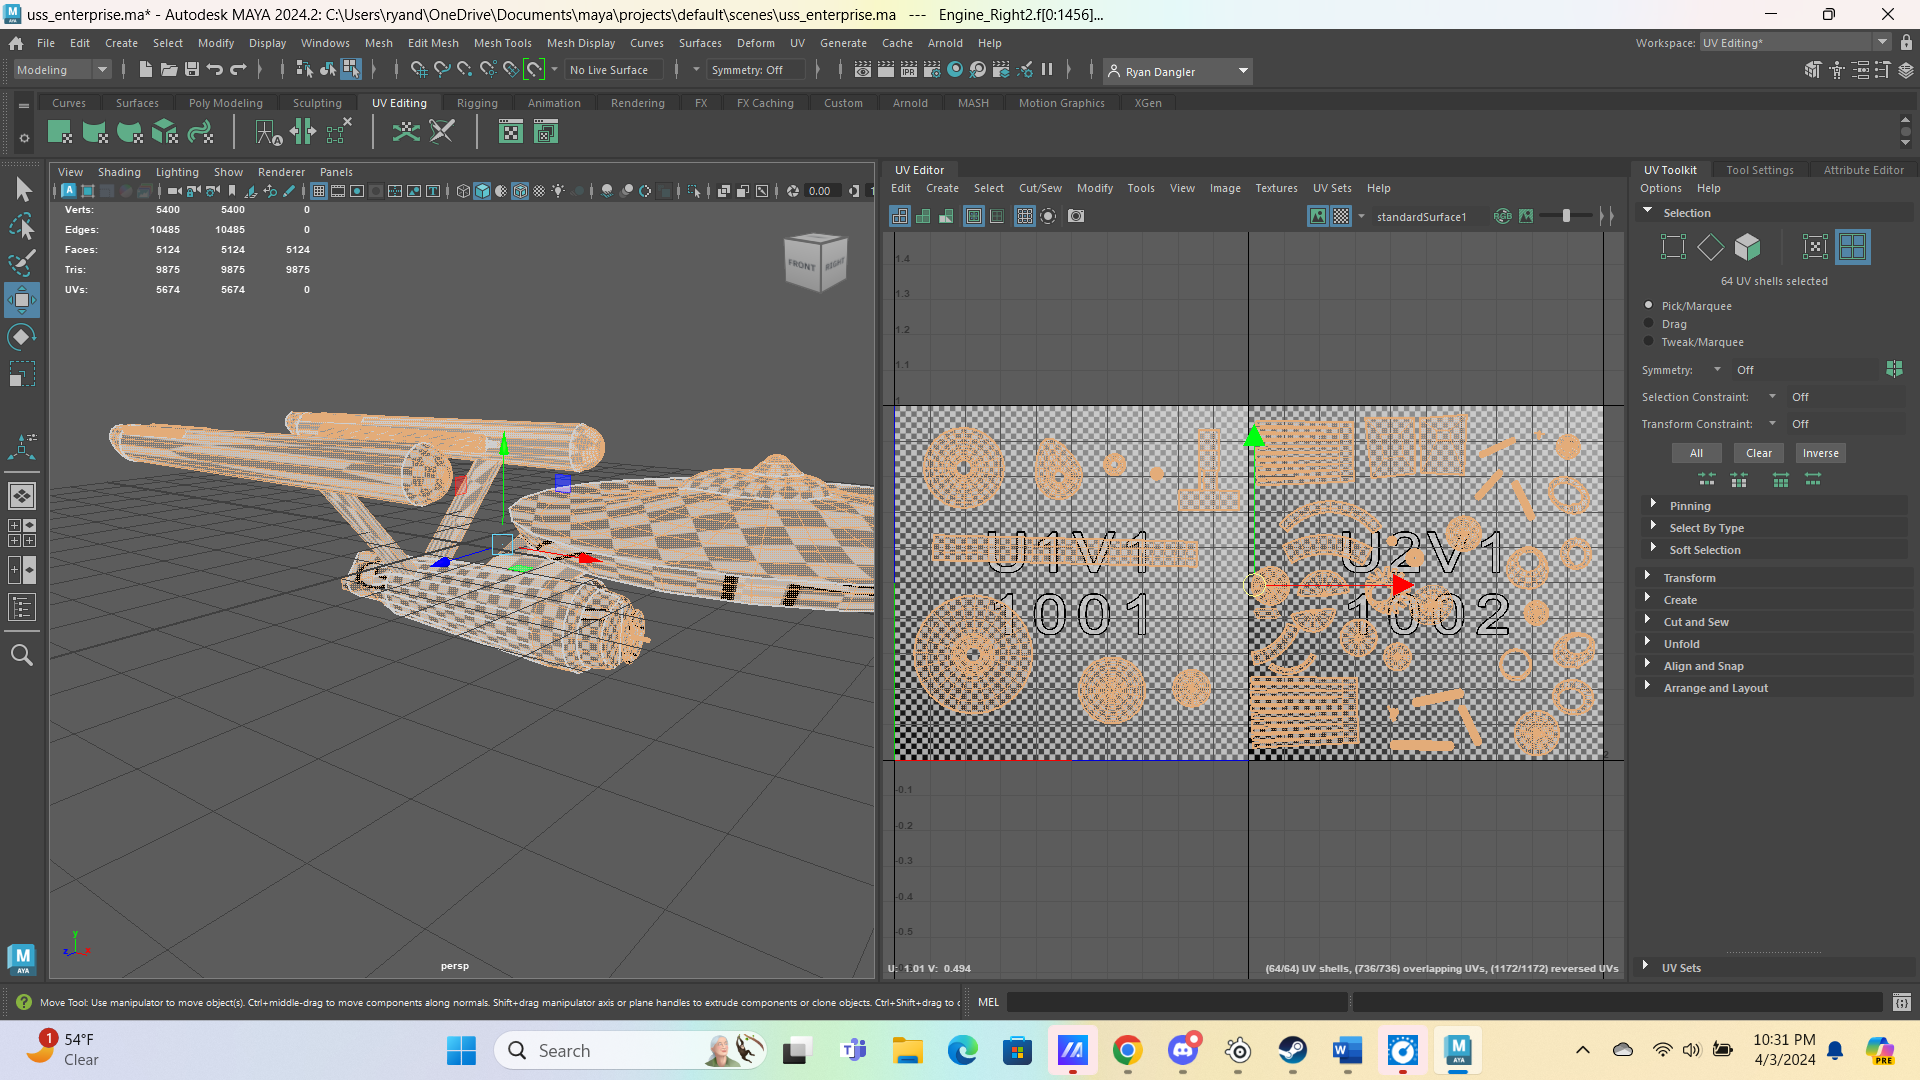 uss_enterprise.ma* - Autodesk MAYA 2024.2: C:\Users\ryand\OneDrive\Documents\maya\projects\default\scenes\uss_enterprise.ma --- Engine_Right2.f[0:1456]...
File Edit Create Select Modify Display Windows Mesh Edit Mesh Mesh Tools Mesh Display Curves Surfaces Deform UV Generate Cache Arnold Help
Workspace: UV Editing*
Modeling No Live Surface Symmetry: Off IPR Ryan Dangler
Curves Surfaces Poly Modeling Sculpting UV Editing Rigging Animation Rendering FX FX Caching Custom Arnold MASH Motion Graphics XGen
View Shading Lighting Show Renderer Panels
0.00
Verts: 5400 5400 0
Edges: 10485 10485 0
Faces: 5124 5124 5124
Tris: 9875 9875 9875
UVs: 5674 5674 0
FRONT RIGHT
persp
UV Editor
Edit Create Select Cut/Sew Modify Tools View Image Textures UV Sets Help
standardSurface1
1.4
1.3
1.2
1.1
1
U1V1
1001
U2V1
1002
2
-0.1
-0.2
-0.3
-0.4
-0.5
U: 1.01 V: 0.494
(64/64) UV shells, (736/736) overlapping UVs, (1172/1172) reversed UVs
UV Toolkit Tool Settings Attribute Editor
Options Help
Selection
64 UV shells selected
Pick/Marquee
Drag
Tweak/Marquee
Symmetry: Off
Selection Constraint: Off
Transform Constraint: Off
All Clear Inverse
Pinning
Select By Type
Soft Selection
Transform
Create
Cut and Sew
Unfold
Align and Snap
Arrange and Layout
UV Sets
Move Tool: Use manipulator to move object(s). Ctrl+middle-drag to move components along normals. Shift+drag manipulator axis or plane handles to extrude components or clone objects. Ctrl+Shift+drag to
MEL
1
54°F
Clear
Search
10:31 PM
4/3/2024
PRE